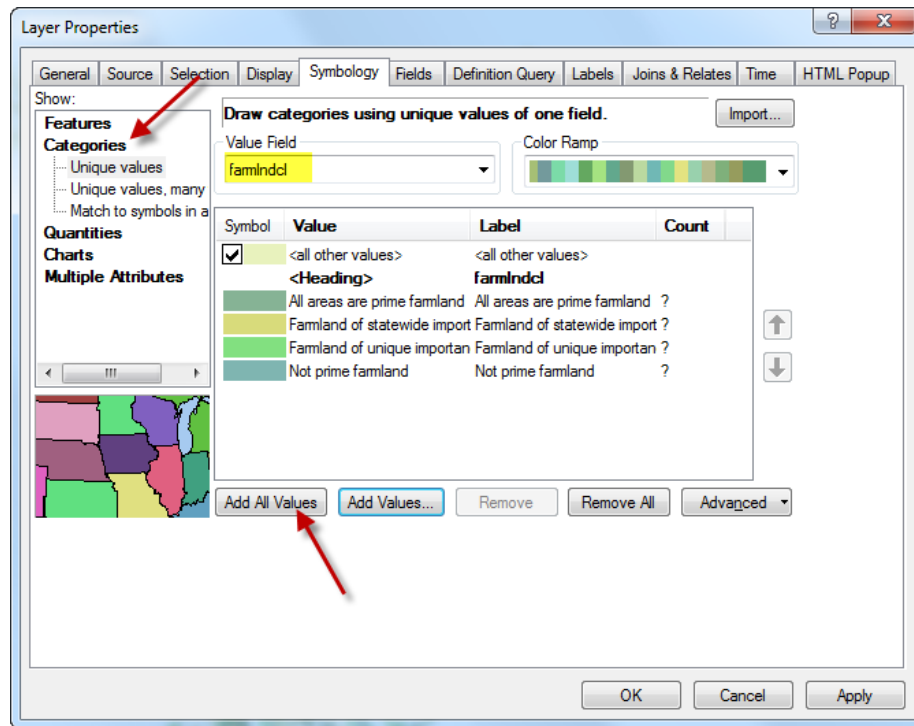 Layer Properties
General Source Selection Display Symbology Fields Definition Query Labels Joins & Relates Time HTML Popup
Show:
Features
Categories
Unique values
Unique values, many
Match to symbols in a
Quantities
Charts
Multiple Attributes
Draw categories using unique values of one field.
Import...
Value Field
farmlndcl
Color Ramp
Symbol Value Label Count
<all other values> <all other values>
<Heading> farmlndcl
All areas are prime farmland All areas are prime farmland ?
Farmland of statewide import Farmland of statewide import ?
Farmland of unique importan Farmland of unique importan ?
Not prime farmland Not prime farmland ?
Add All Values Add Values... Remove Remove All Advanced
OK Cancel Apply